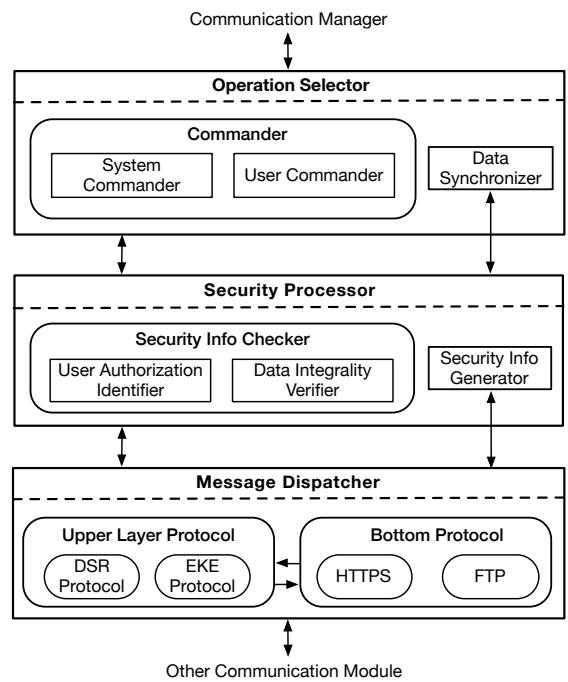 Communication Manager
Operation Selector
Commander
System
Commander
User Commander
Data
Synchronizer
Security Processor
Security Info Checker
User Authorization
Identifier
Data Integrality
Verifier
Security Info
Generator
Message Dispatcher
Upper Layer Protocol
DSR
Protocol
EKE
Protocol
Bottom Protocol
HTTPS
FTP
Other Communication Module